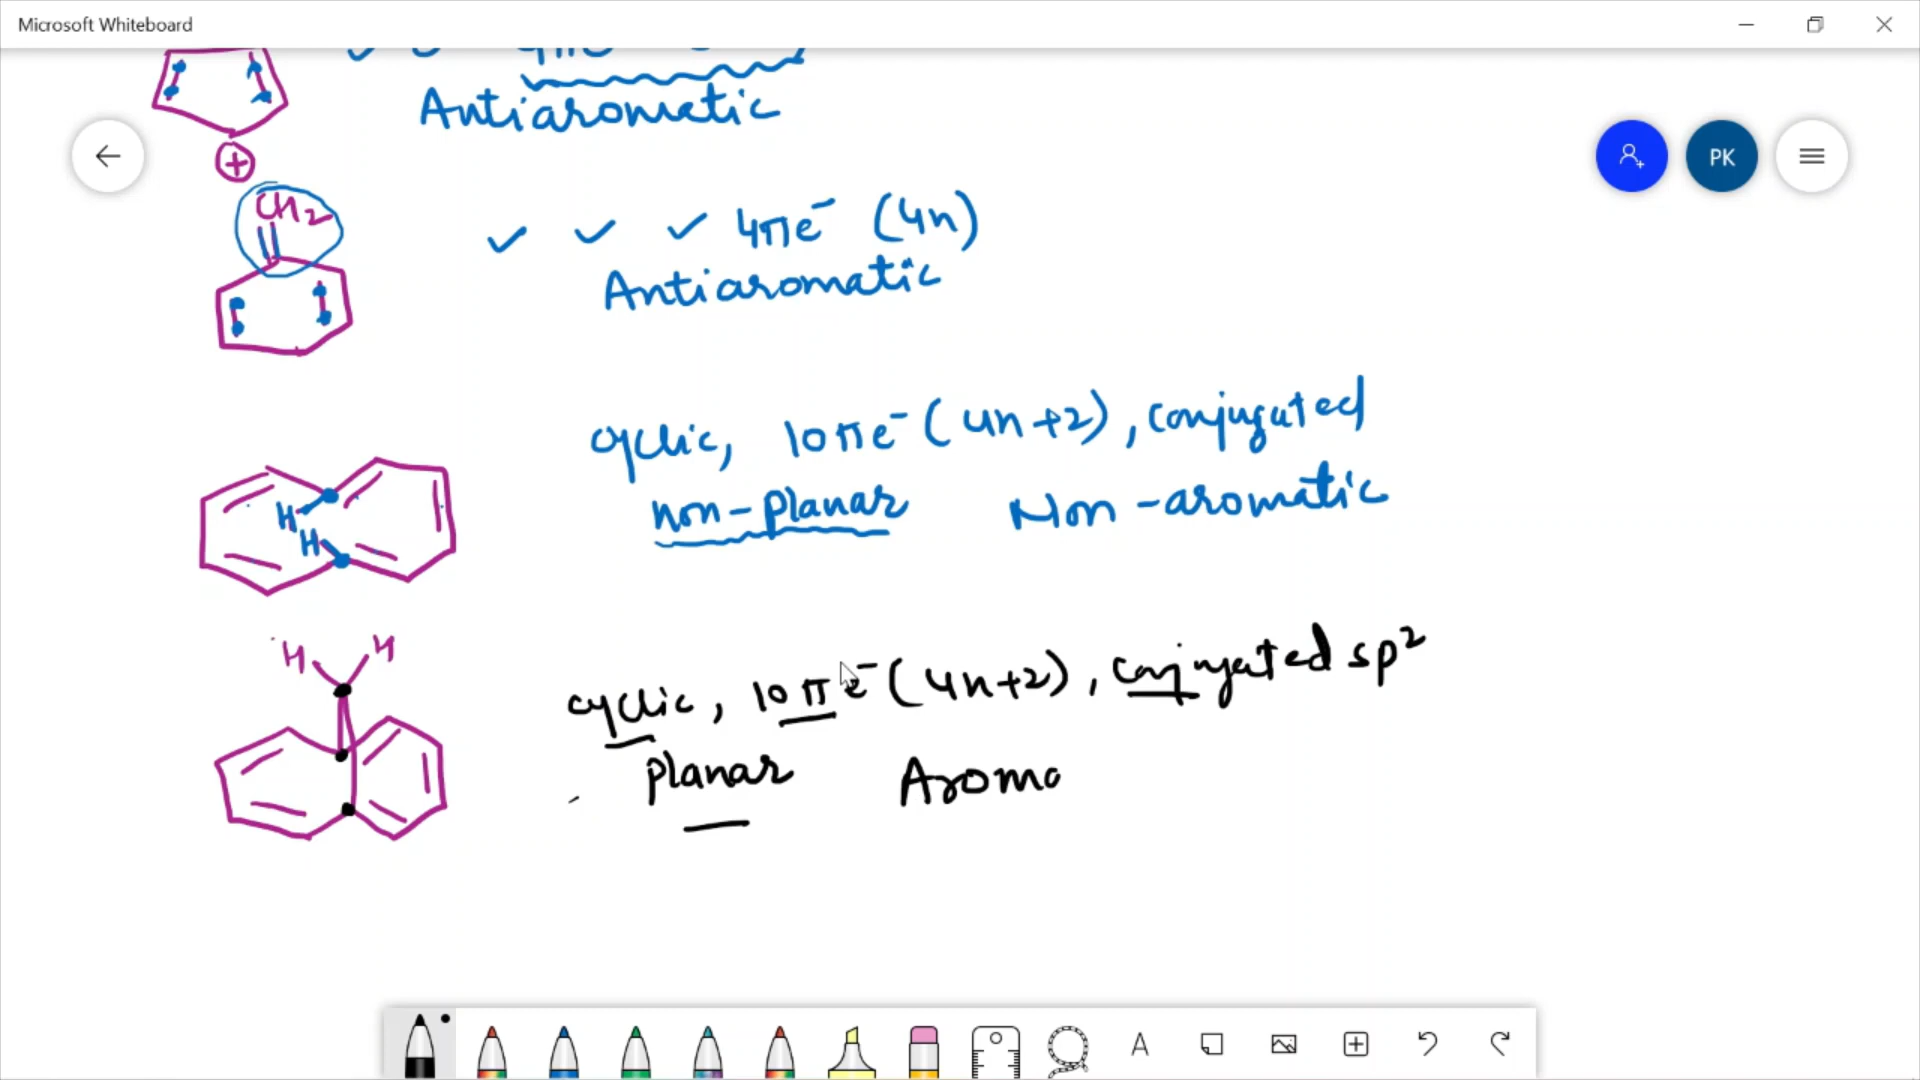 Microsoft Whiteboard
Antiaromatic
PK
CH2
✓ ✓ ✓ 4πe⁻ (4n)
Antiaromatic
cyclic, 10πe⁻ (4n+2), conjugated
non-planar Non-aromatic
H
H
H H
cyclic, 10πe⁻ (4n+2), conjugated sp²
planar Aroma
A